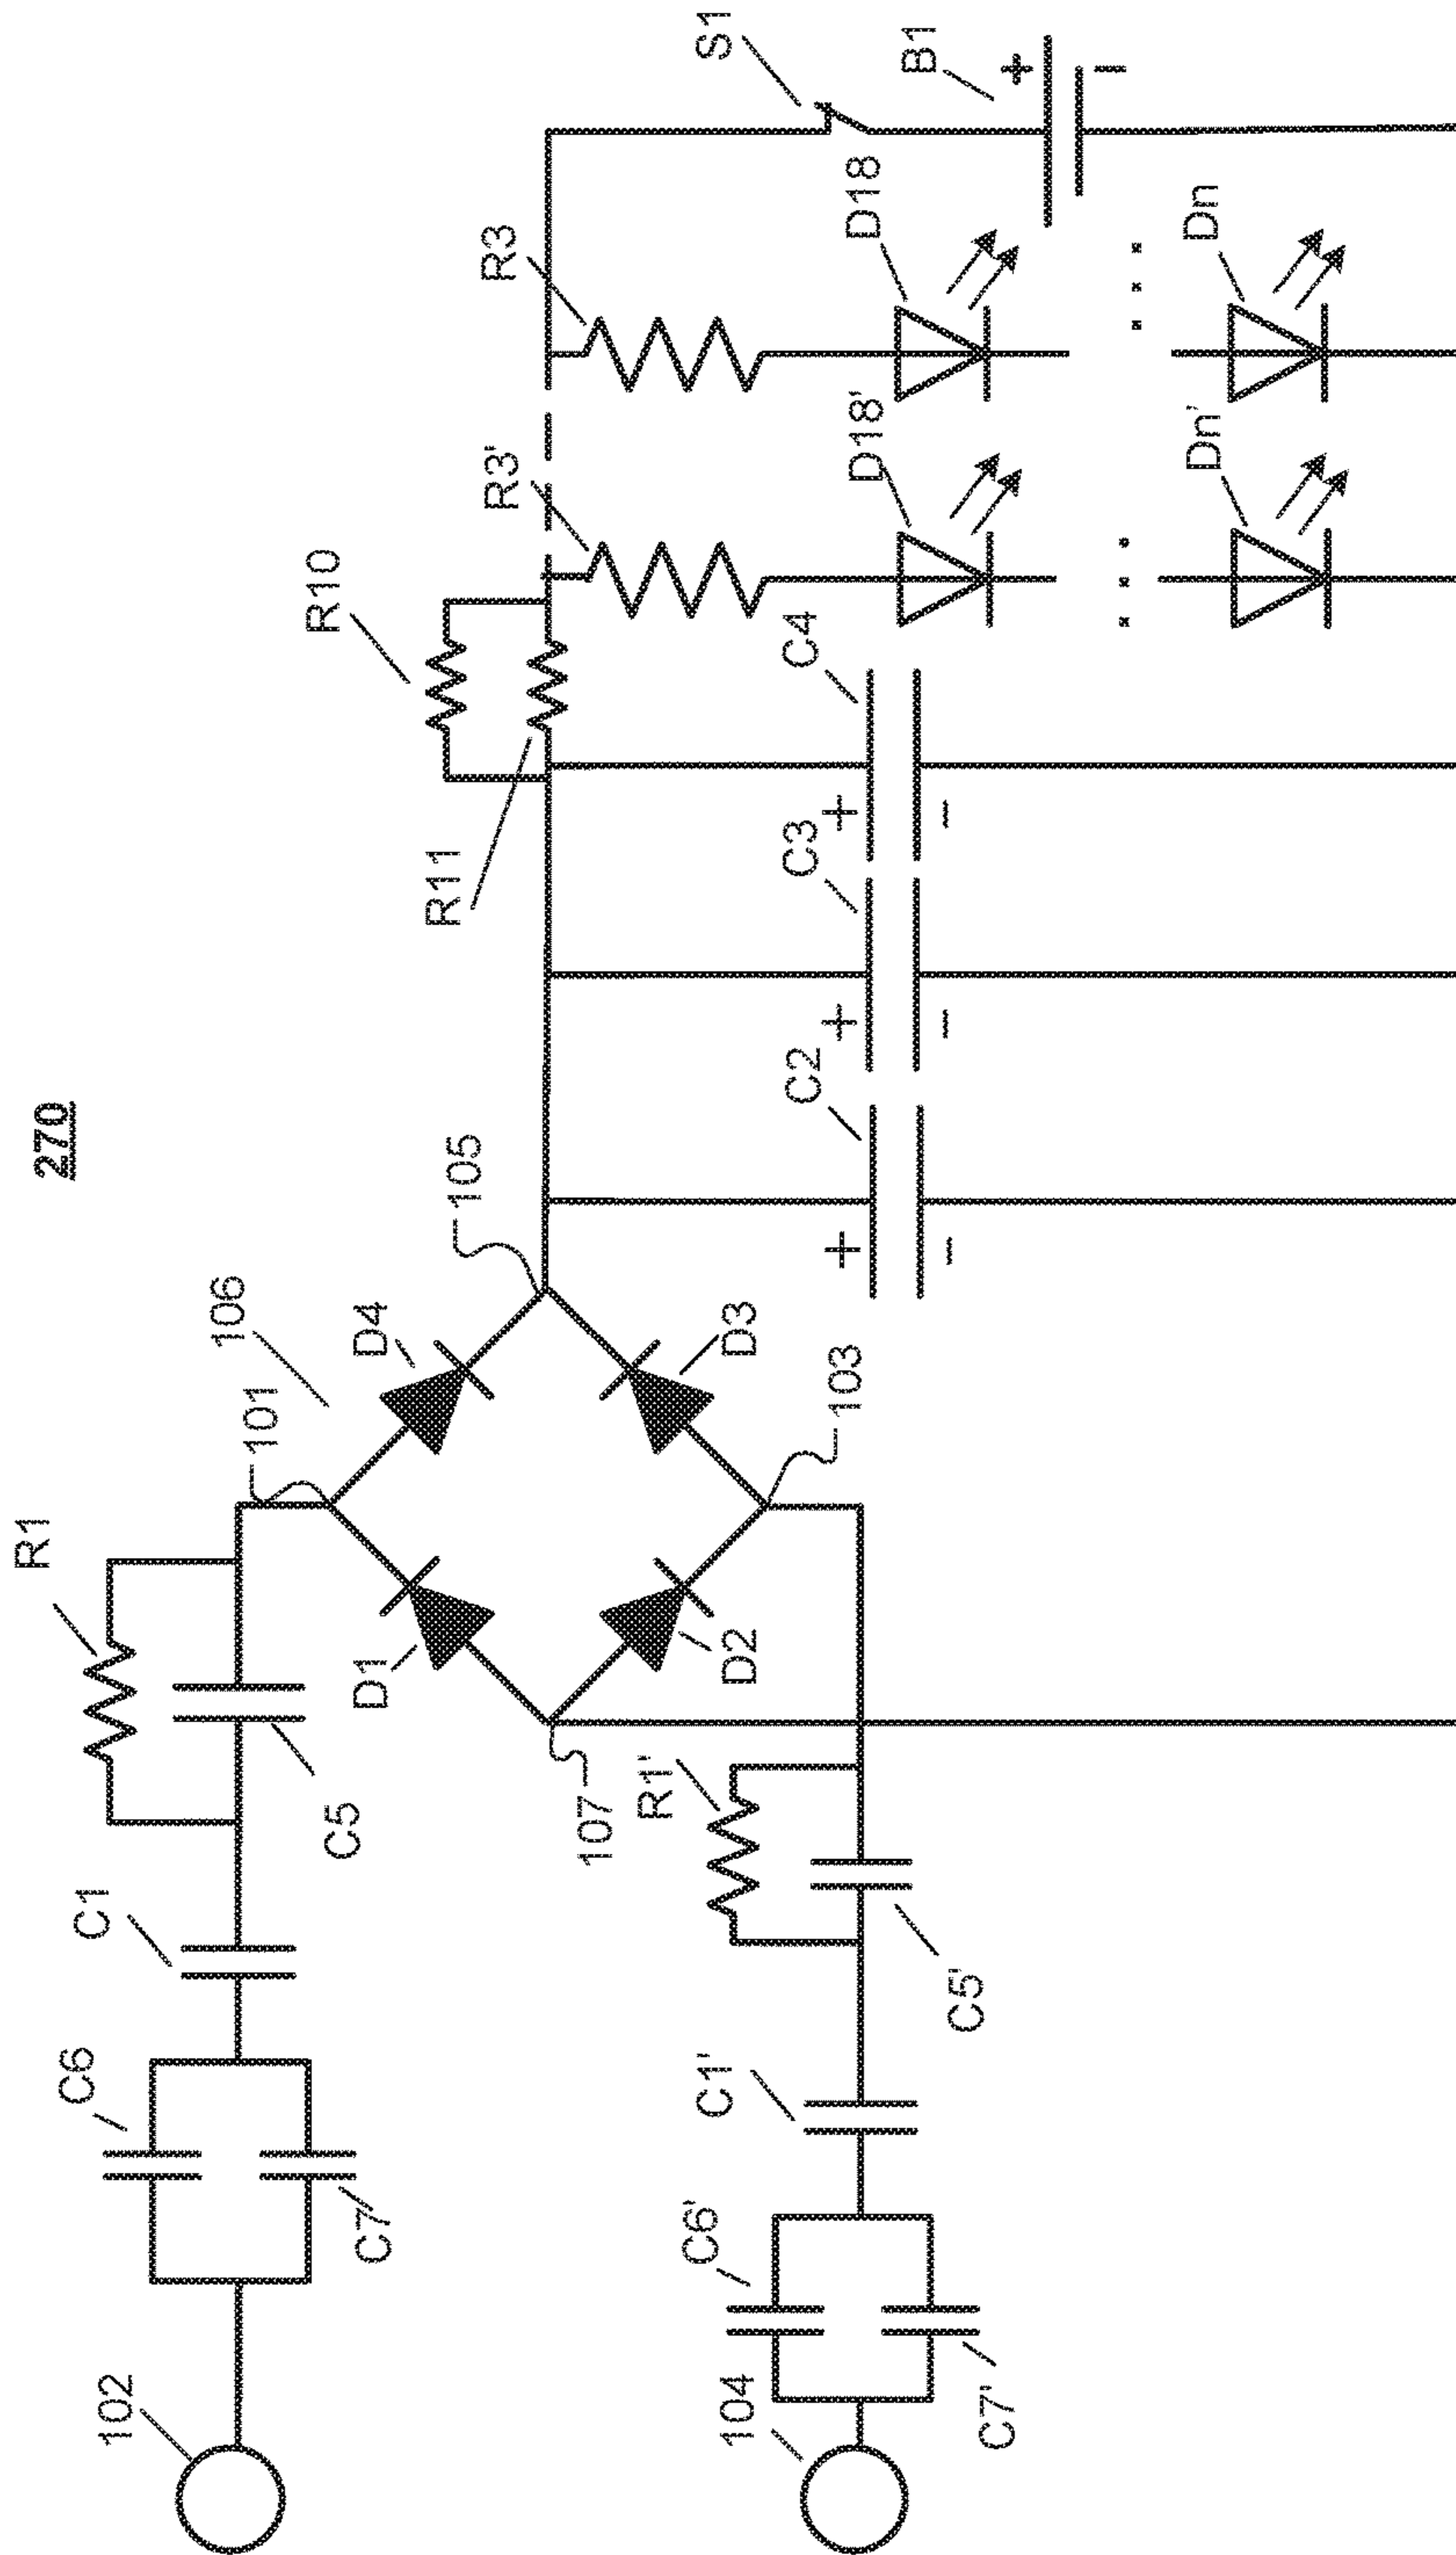 270
102
C6
C7
C1
R1
C5
101
106
D4
D1
D3
D2
105
107
103
104
C6'
C7'
C1'
R1'
C5'
C2
+
−
C3
+
−
C4
+
−
R11
R10
R3'
R3
D18'
D18
. . .
. . .
Dn'
Dn
S1
B1
+
−